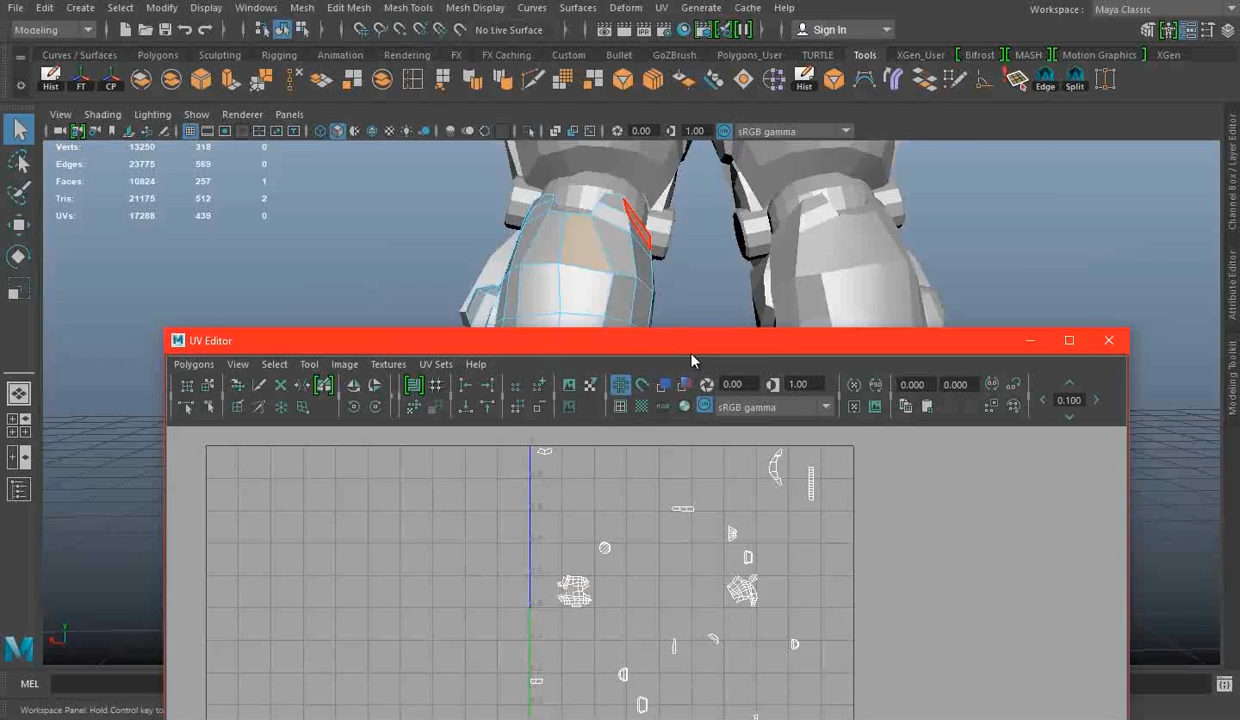 File Edit Create Select Modify Display Windows Mesh Edit Mesh Mesh Tools Mesh Display Curves Surfaces Deform UV Generate Cache Help Workspace : Maya Classic
Modeling No Live Surface Sign In
Curves / Surfaces Polygons Sculpting Rigging Animation Rendering FX FX Caching Custom Bullet GoZBrush Polygons_User TURTLE Tools XGen_User Bifrost MASH Motion Graphics XGen
Hist FT CP Hist Edge Split
View Shading Lighting Show Renderer Panels
0.00 1.00 ON sRGB gamma
Verts: 13250 318 0
Edges: 23775 569 0
Faces: 10824 257 1
Tris: 21175 512 2
UVs: 17288 439 0
Channel Box / Layer Editor
Attribute Editor
Modeling Toolkit
M UV Editor
Polygons View Select Tool Image Textures UV Sets Help
0.00 1.00 0.000 0.000
RGB ON sRGB gamma 0.100
y
MEL
Workspace Panel: Hold Control key to